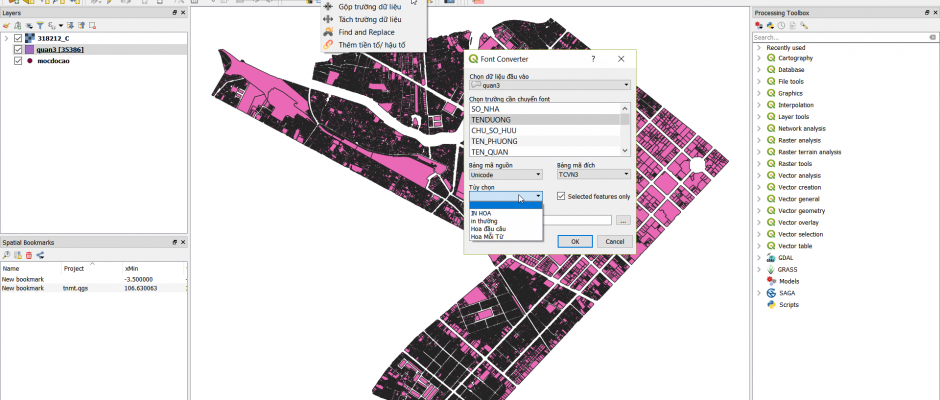 Gộp trường dữ liệu
Tách trường dữ liệu
Find and Replace
Thêm tiền tố/ hậu tố
Layers
318212_C
quan3 [35386]
mocdocao
Font Converter
?
Chọn dữ liệu đầu vào
quan3
Chọn trường cần chuyển font
SO_NHA
TENDUONG
CHU_SO_HUU
TEN_PHUONG
TEN_QUAN
Bảng mã nguồn
Bảng mã đích
Unicode
TCVN3
Tùy chọn
Selected features only
IN HOA
in thường
Hoa đầu câu
Hoa Mỗi Từ
...
OK
Cancel
Spatial Bookmarks
Name
Project
xMin
New bookmark
-3.500000
New bookmark
tnmt.qgs
106.630063
Processing Toolbox
Search...
Recently used
Cartography
Database
File tools
Graphics
Interpolation
Layer tools
Network analysis
Raster analysis
Raster terrain analysis
Raster tools
Vector analysis
Vector creation
Vector general
Vector geometry
Vector overlay
Vector selection
Vector table
GDAL
GRASS
Models
SAGA
Scripts